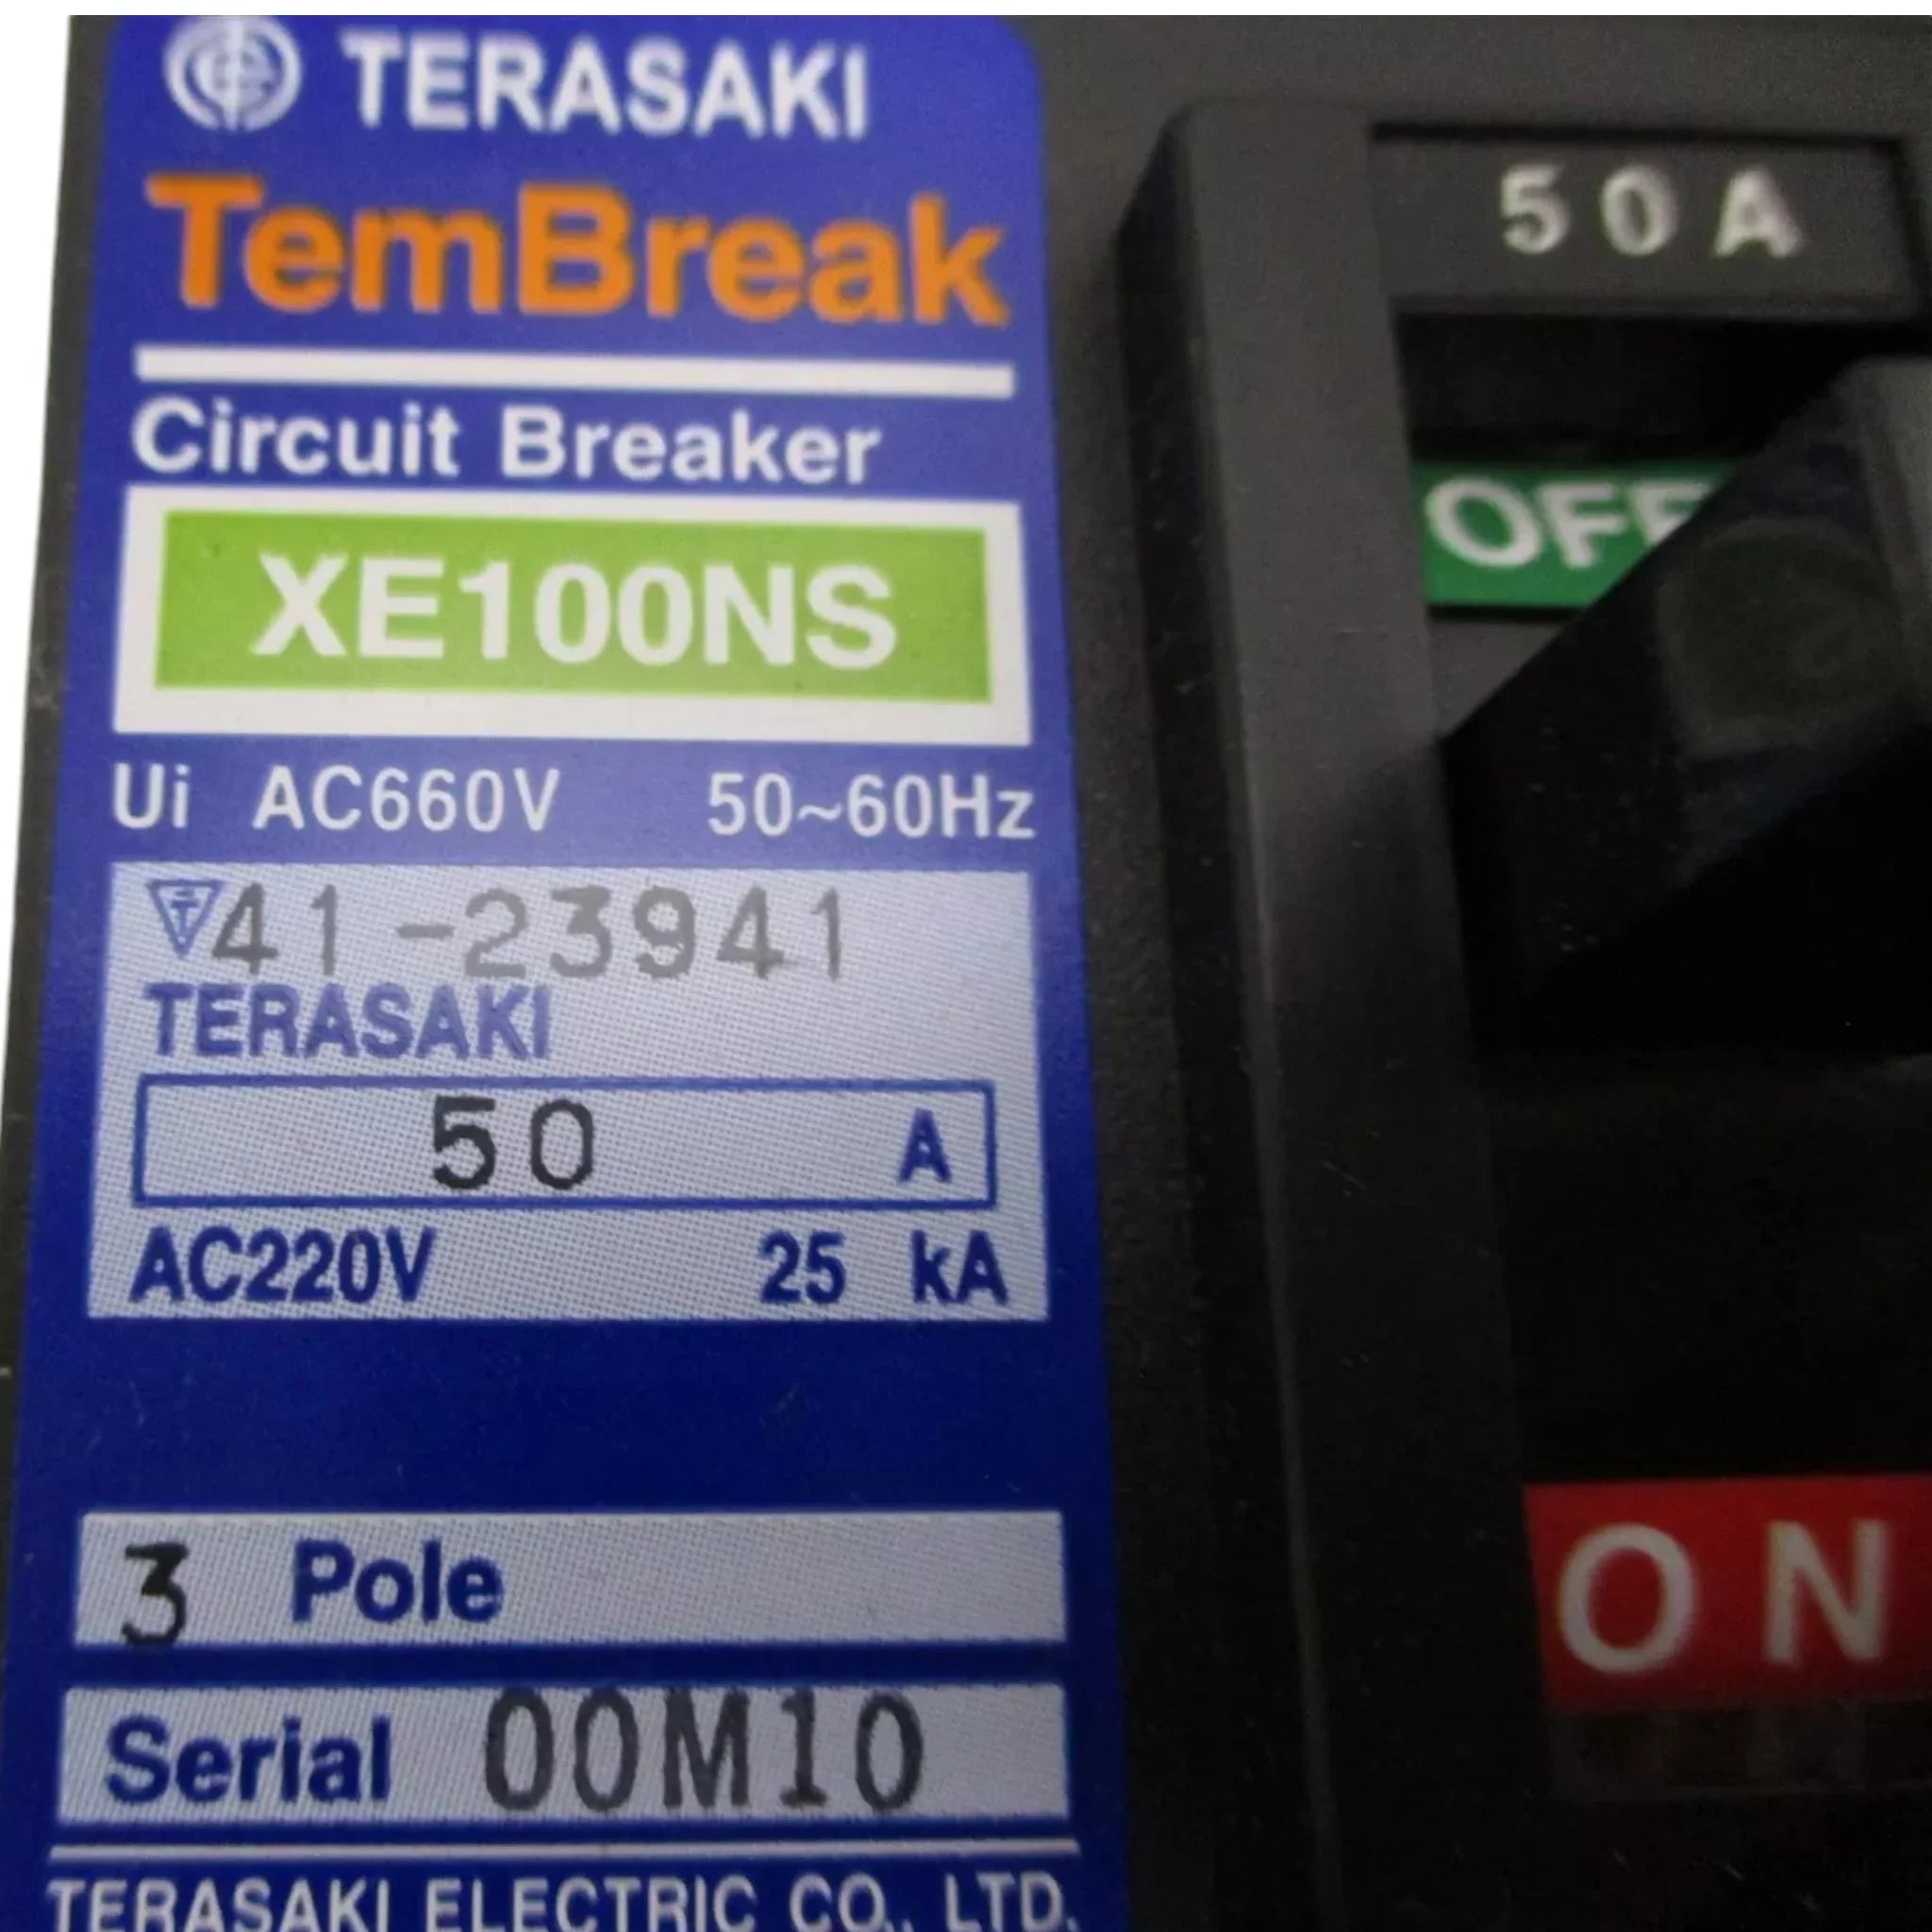 TERASAKI
TemBreak
Circuit Breaker
XE100NS
Ui AC660V 50~60Hz
41-23941
TERASAKI
50 A
AC220V 25 kA
3 Pole
Serial 00M10
TERASAKI ELECTRIC CO., LTD.
50A
OFF
ON